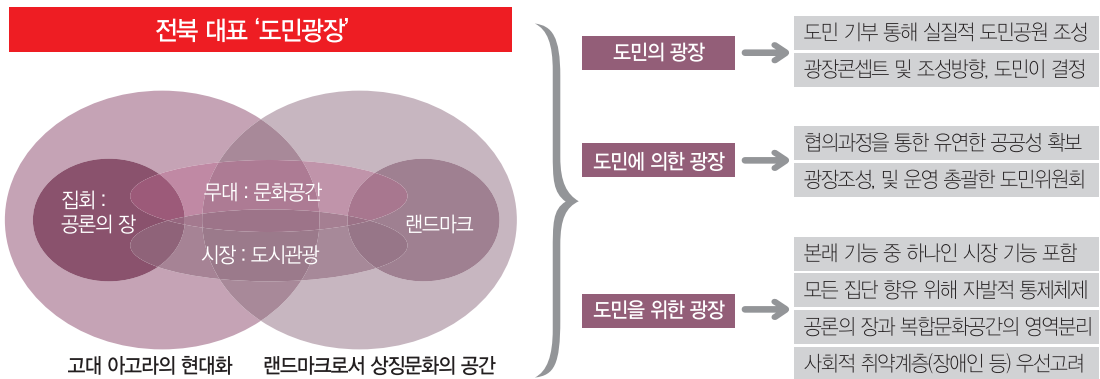 전북 대표 ‘도민광장’
집회 :
공론의 장
무대 : 문화공간
시장 : 도시관광
랜드마크
고대 아고라의 현대화
랜드마크로서 상징문화의 공간
도민의 광장
도민 기부 통해 실질적 도민공원 조성
광장콘셉트 및 조성방향, 도민이 결정
도민에 의한 광장
협의과정을 통한 유연한 공공성 확보
광장조성, 및 운영 총괄한 도민위원회
도민을 위한 광장
본래 기능 중 하나인 시장 기능 포함
모든 집단 향유 위해 자발적 통제체제
공론의 장과 복합문화공간의 영역분리
사회적 취약계층(장애인 등) 우선고려